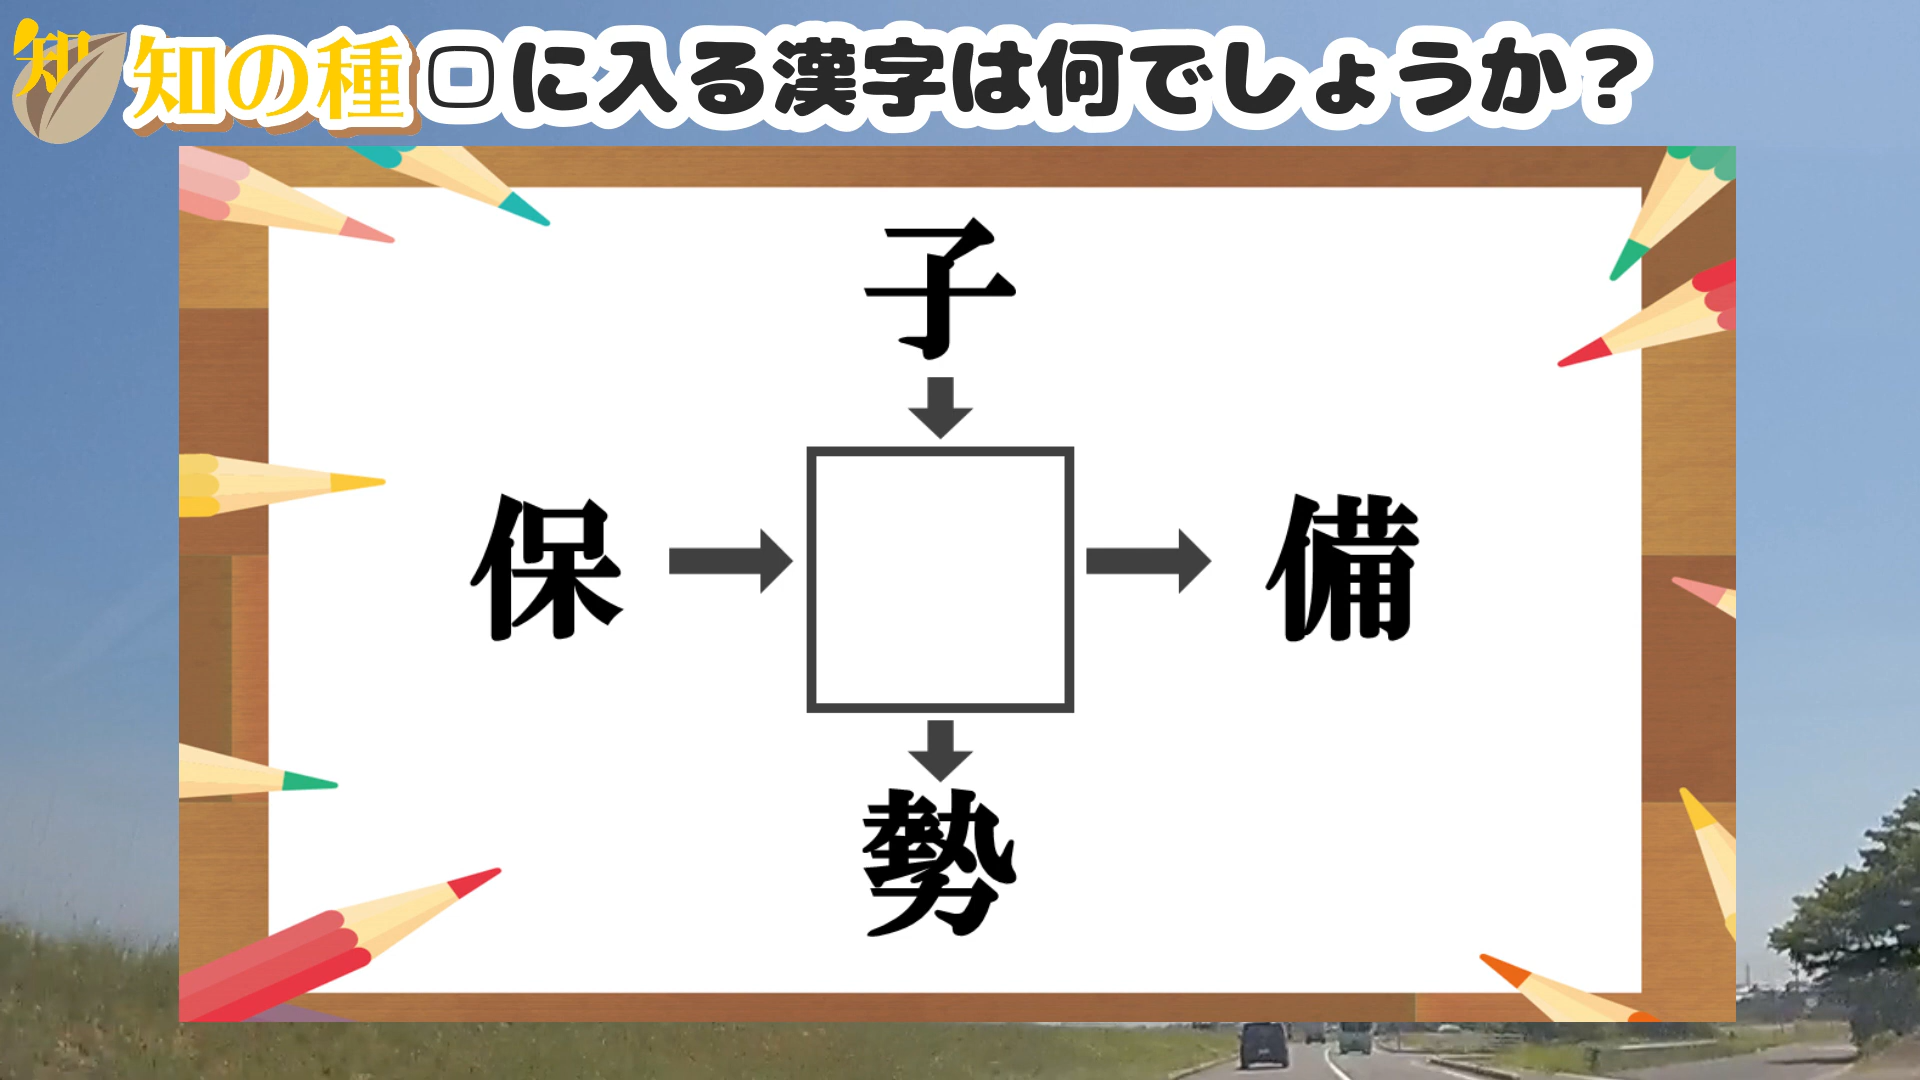 知 知の種 □に入る漢字は何でしょうか？
子
保 備
勢